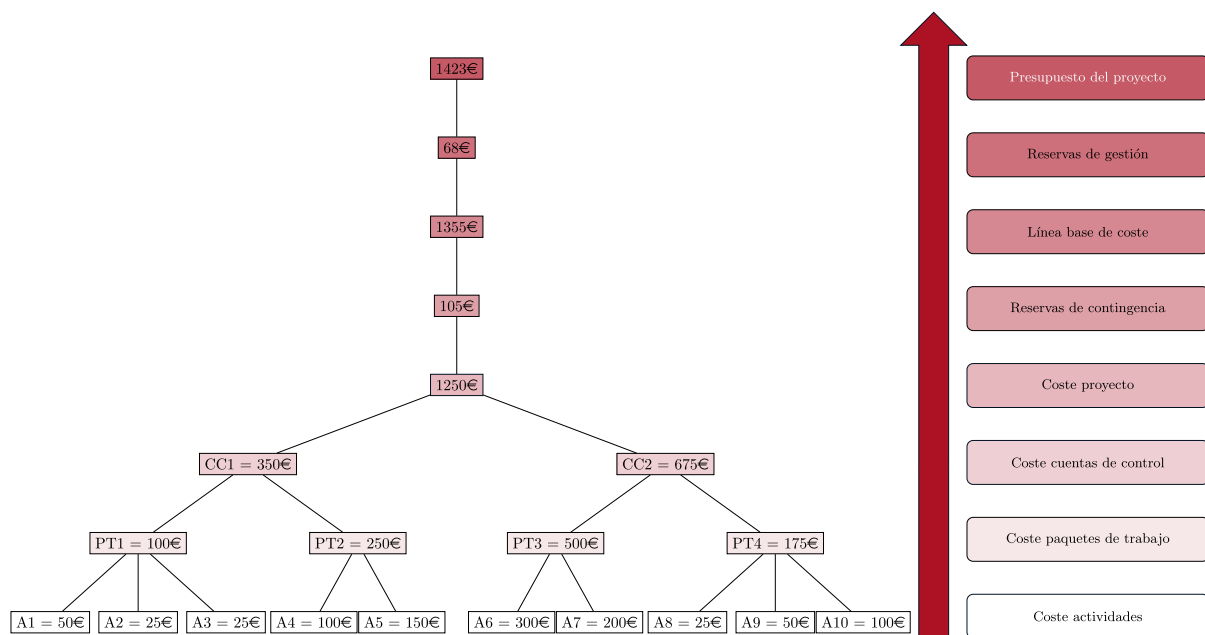 1423€
Presupuesto del proyecto
68€
Reservas de gestión
1355€
Línea base de coste
105€
Reservas de contingencia
1250€
Coste proyecto
CC1 = 350€
CC2 = 675€
Coste cuentas de control
PT1 = 100€
PT2 = 250€
PT3 = 500€
PT4 = 175€
Coste paquetes de trabajo
A1 = 50€
A2 = 25€
A3 = 25€
A4 = 100€
A5 = 150€
A6 = 300€
A7 = 200€
A8 = 25€
A9 = 50€
A10 = 100€
Coste actividades